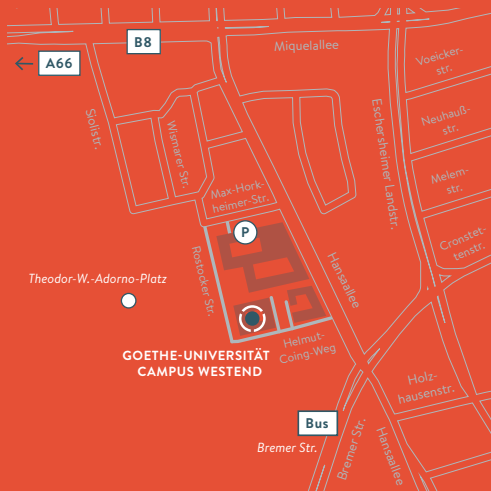 B8
Miquelallee
A66
Voelcker-
str.
Siolistr.
Wismarer Str.
Eschersheimer Landstr.
Neuhauß-
str.
Max-Hork-
heimer-Str.
Melem-
str.
P
Cronstet-
tenstr.
Rostocker Str.
Hansaallee
Theodor-W.-Adorno-Platz
Helmut-
Coing-Weg
GOETHE-UNIVERSITÄT
CAMPUS WESTEND
Holz-
hausenstr.
Bus
Bremer Str.
Bremer Str.
Hansaallee